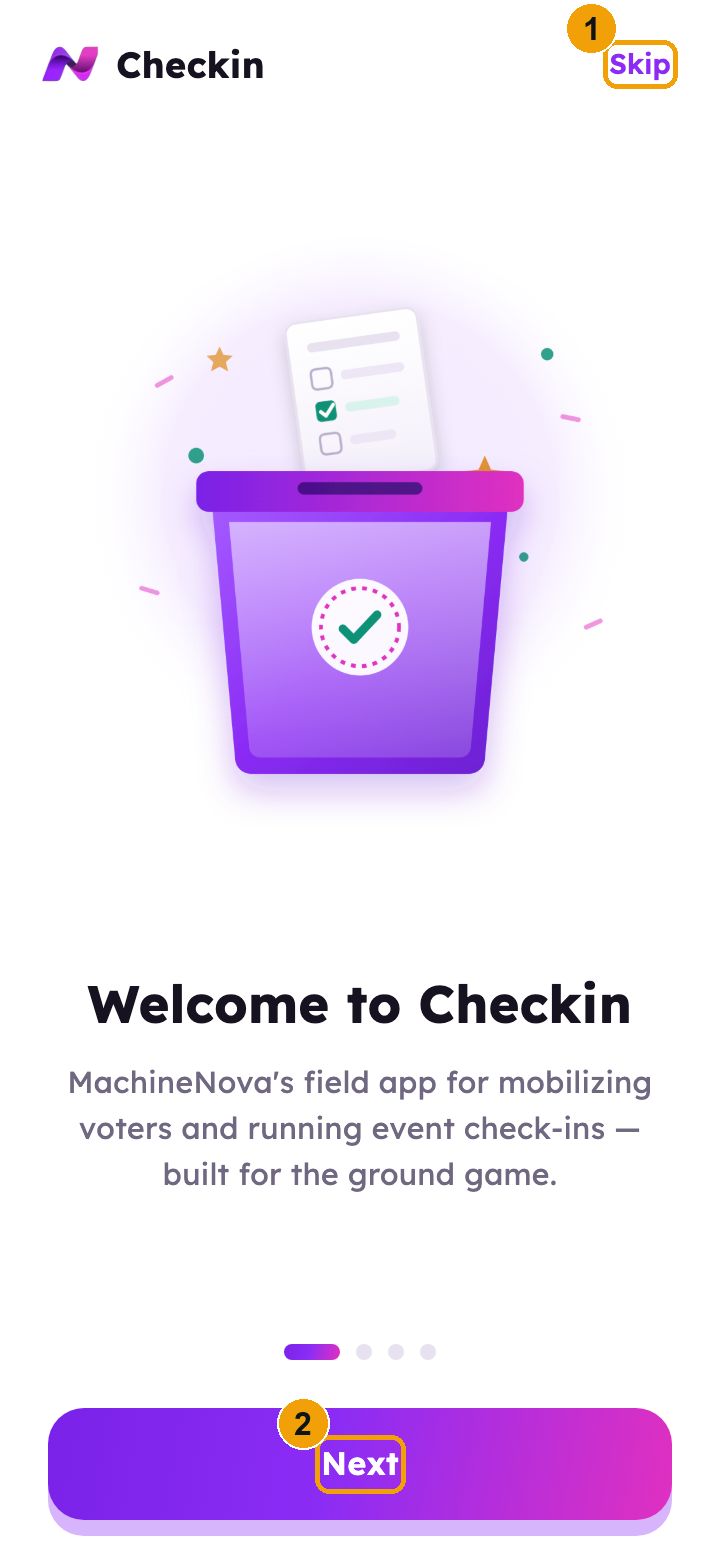 Checkin
1
Skip
Welcome to Checkin
MachineNova's field app for mobilizing
voters and running event check-ins —
built for the ground game.
2
Next